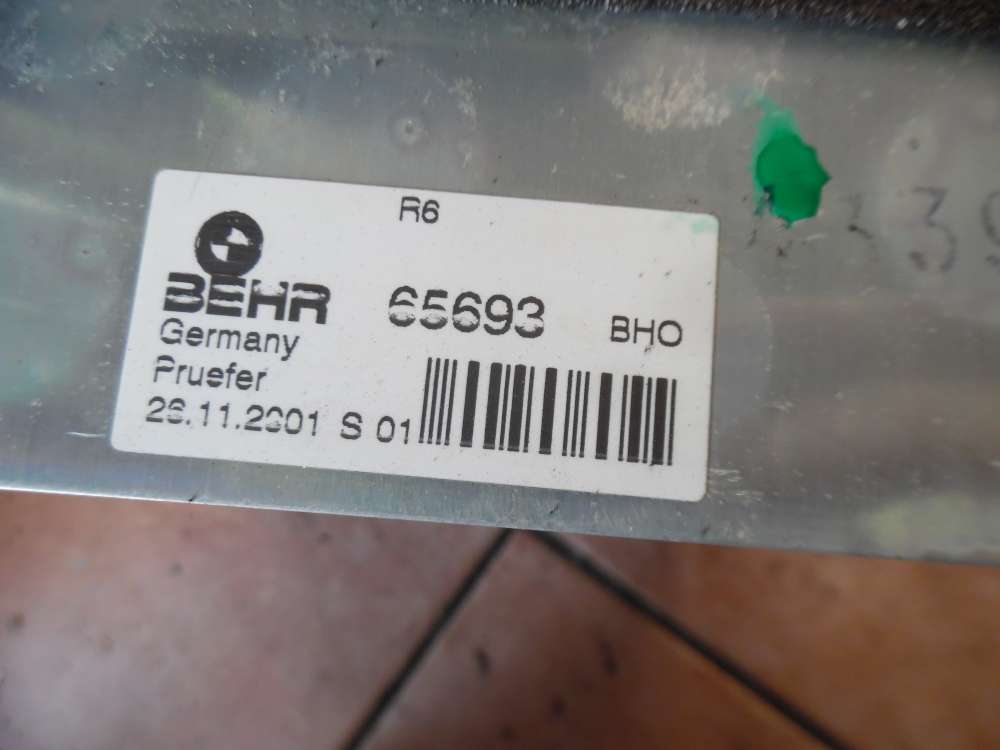 R6
BEHR 65693 BHO
Germany
Pruefer
26.11.2001 S 01